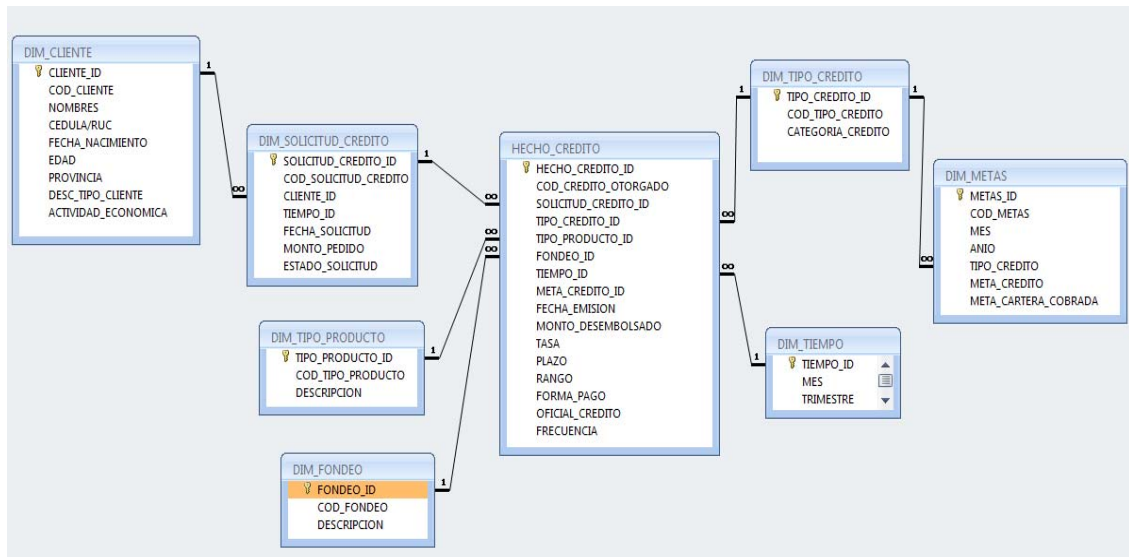 DIM_CLIENTE
CLIENTE_ID
COD_CLIENTE
NOMBRES
CEDULA/RUC
FECHA_NACIMIENTO
EDAD
PROVINCIA
DESC_TIPO_CLIENTE
ACTIVIDAD_ECONOMICA
1
∞
DIM_SOLICITUD_CREDITO
SOLICITUD_CREDITO_ID
COD_SOLICITUD_CREDITO
CLIENTE_ID
TIEMPO_ID
FECHA_SOLICITUD
MONTO_PEDIDO
ESTADO_SOLICITUD
1
∞
DIM_TIPO_PRODUCTO
TIPO_PRODUCTO_ID
COD_TIPO_PRODUCTO
DESCRIPCION
1
∞
DIM_FONDEO
FONDEO_ID
COD_FONDEO
DESCRIPCION
1
∞
HECHO_CREDITO
HECHO_CREDITO_ID
COD_CREDITO_OTORGADO
SOLICITUD_CREDITO_ID
TIPO_CREDITO_ID
TIPO_PRODUCTO_ID
FONDEO_ID
TIEMPO_ID
META_CREDITO_ID
FECHA_EMISION
MONTO_DESEMBOLSADO
TASA
PLAZO
RANGO
FORMA_PAGO
OFICIAL_CREDITO
FRECUENCIA
∞
∞
DIM_TIPO_CREDITO
TIPO_CREDITO_ID
COD_TIPO_CREDITO
CATEGORIA_CREDITO
1
1
DIM_METAS
METAS_ID
COD_METAS
MES
ANIO
TIPO_CREDITO
META_CREDITO
META_CARTERA_COBRADA
∞
DIM_TIEMPO
TIEMPO_ID
MES
TRIMESTRE
1